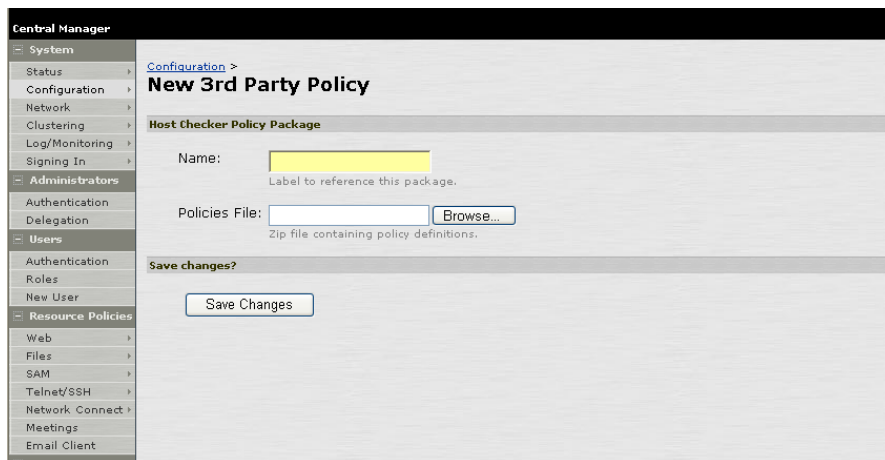 Central Manager
System
Status
Configuration
Network
Clustering
Log/Monitoring
Signing In
Administrators
Authentication
Delegation
Users
Authentication
Roles
New User
Resource Policies
Web
Files
SAM
Telnet/SSH
Network Connect
Meetings
Email Client
Configuration >
New 3rd Party Policy
Host Checker Policy Package
Name:
Label to reference this package.
Policies File:
Browse...
Zip file containing policy definitions.
Save changes?
Save Changes